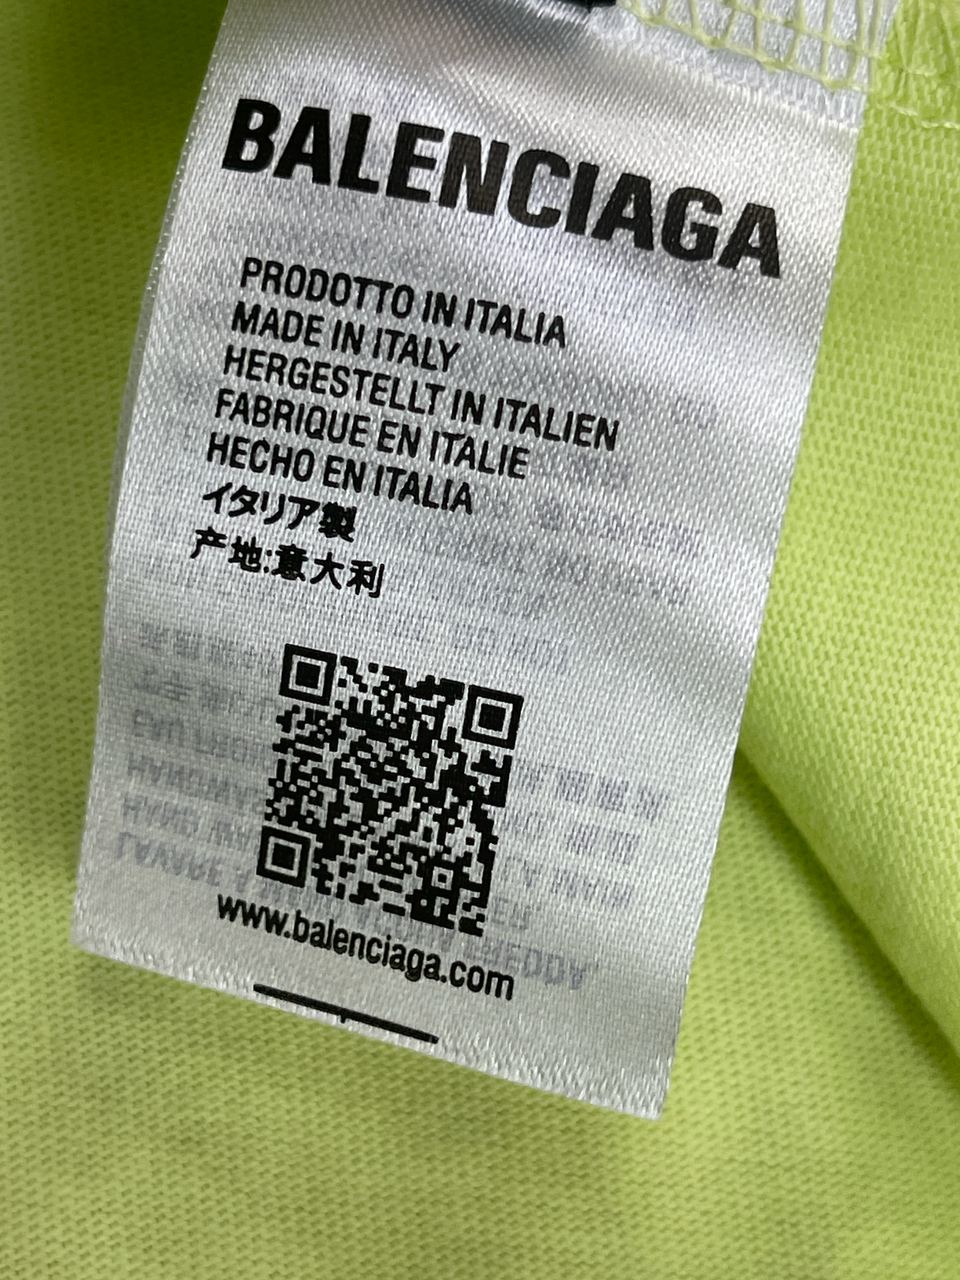 BALENCIAGA
PRODOTTO IN ITALIA
MADE IN ITALY
HERGESTELLT IN ITALIEN
FABRIQUE EN ITALIE
HECHO EN ITALIA
イタリア製
产地:意大利
www.balenciaga.com